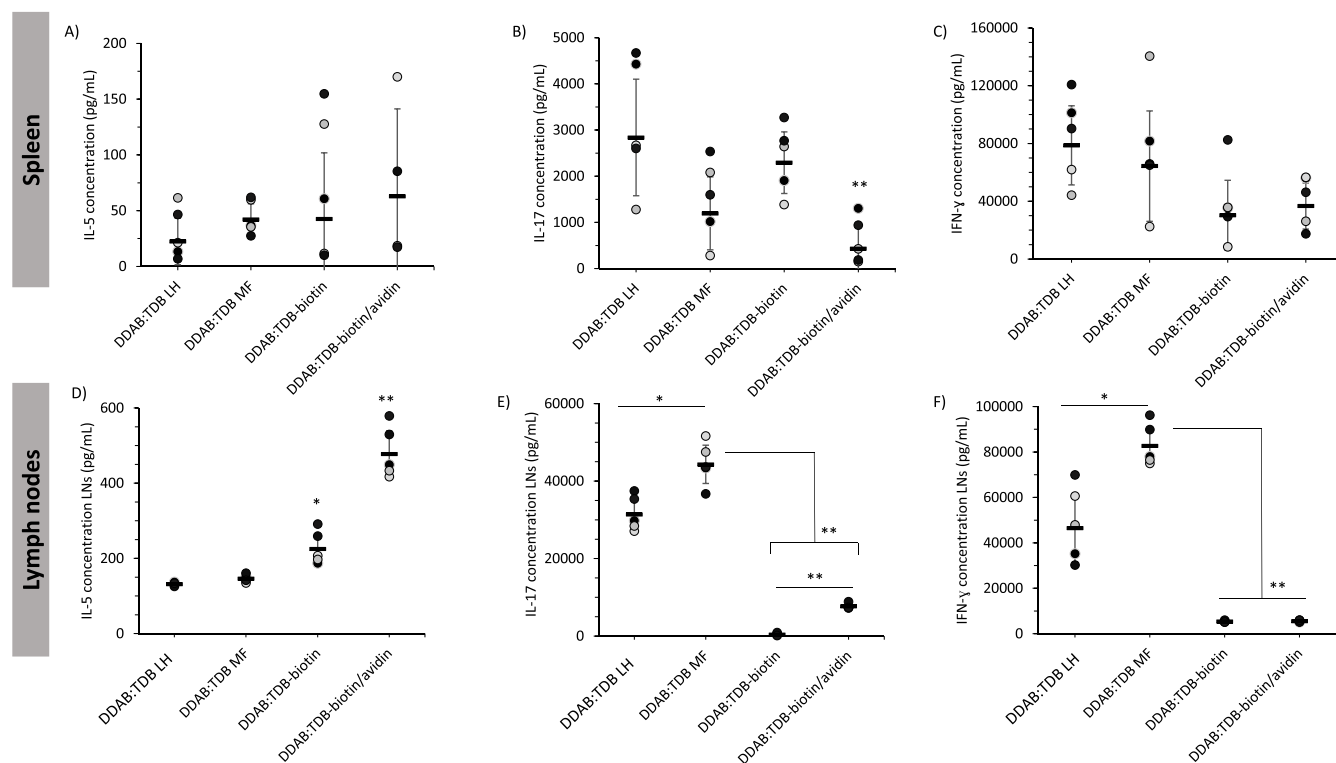 Spleen
A)
IL-5 concentration (pg/mL)
200
150
100
50
0
DDAB:TDB LH
DDAB:TDB MF
DDAB:TDB-biotin
DDAB:TDB-biotin/avidin
B)
IL-17 concentration (pg/mL)
5000
4000
3000
2000
1000
0
**
DDAB:TDB LH
DDAB:TDB MF
DDAB:TDB-biotin
DDAB:TDB-biotin/avidin
C)
IFN-γ concentration (pg/mL)
160000
120000
80000
40000
0
DDAB:TDB LH
DDAB:TDB MF
DDAB:TDB-biotin
DDAB:TDB-biotin/avidin
Lymph nodes
D)
IL-5 concentration LNs (pg/mL)
600
400
200
0
*
**
DDAB:TDB LH
DDAB:TDB MF
DDAB:TDB-biotin
DDAB:TDB-biotin/avidin
E)
IL-17 concentration LNs (pg/mL)
60000
40000
20000
0
*
**
**
DDAB:TDB LH
DDAB:TDB MF
DDAB:TDB-biotin
DDAB:TDB-biotin/avidin
F)
IFN-γ concentration LNs (pg/mL)
100000
80000
60000
40000
20000
0
*
**
DDAB:TDB LH
DDAB:TDB MF
DDAB:TDB-biotin
DDAB:TDB-biotin/avidin